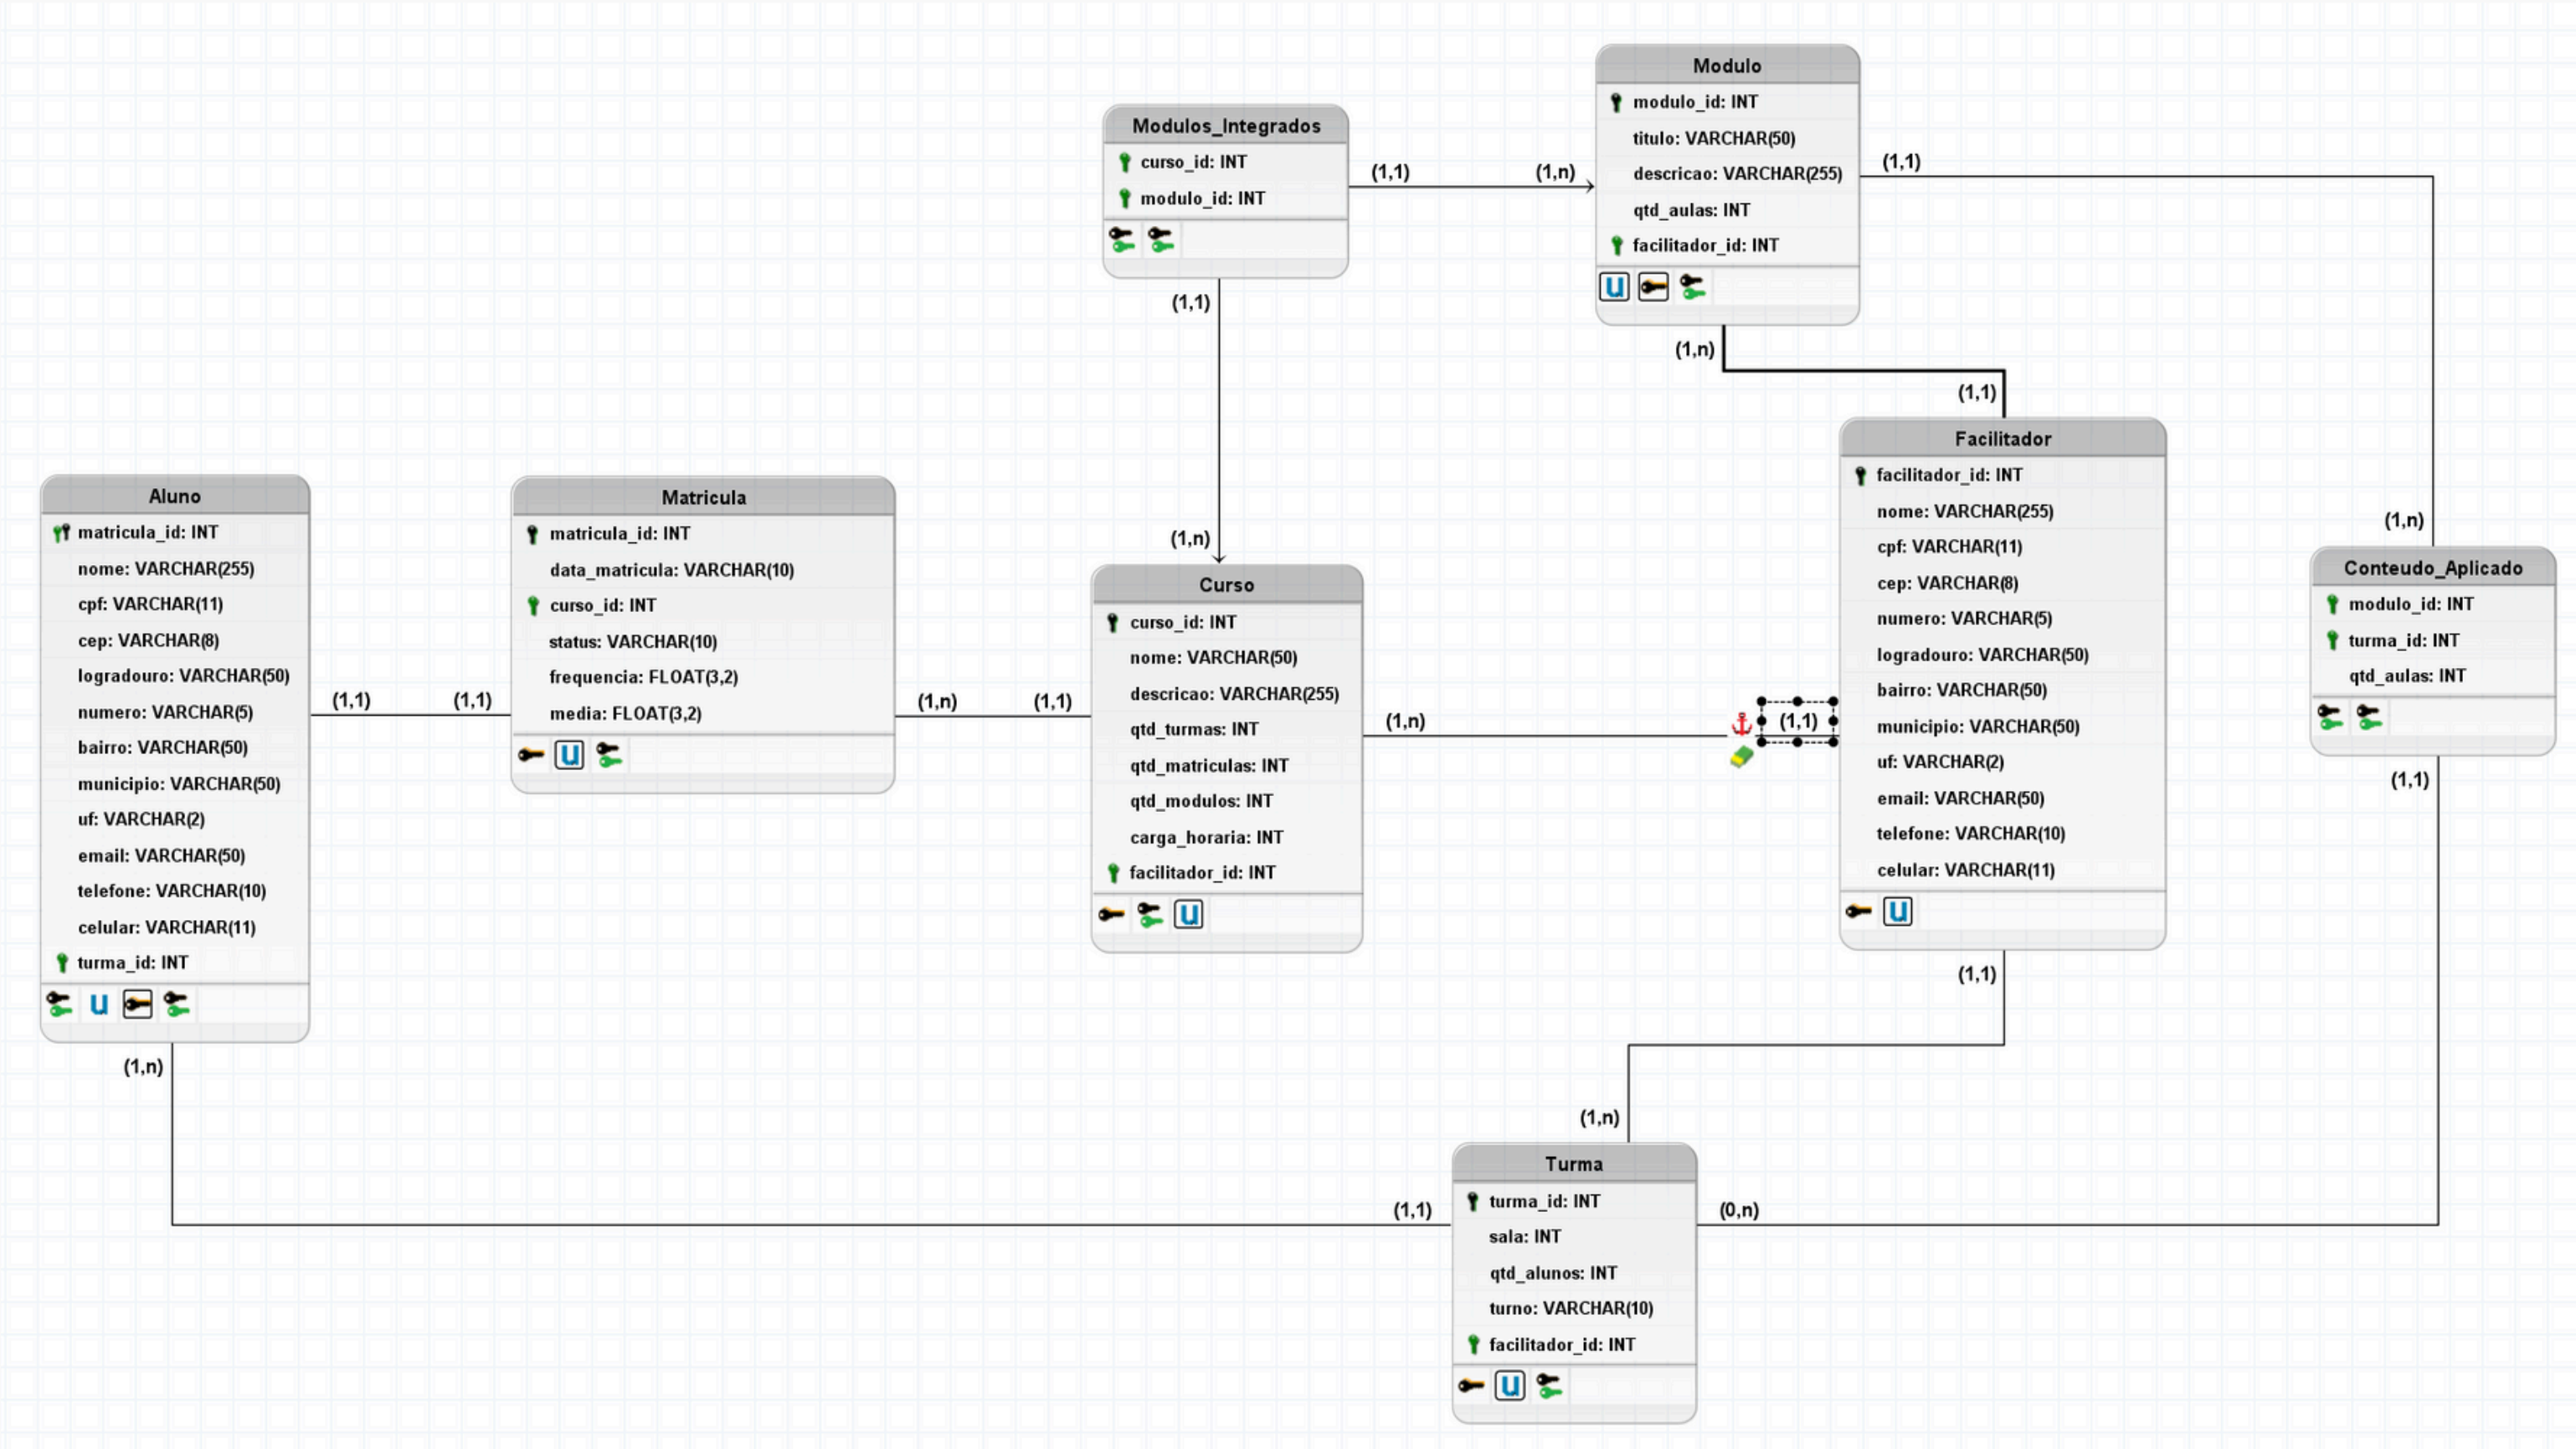 Modulo
modulo_id: INT
titulo: VARCHAR(50)
descricao: VARCHAR(255)
qtd_aulas: INT
facilitador_id: INT
U
Modulos_Integrados
curso_id: INT
modulo_id: INT
(1,1)
(1,n)
(1,1)
(1,1)
(1,n)
(1,1)
(1,n)
(1,n)
Facilitador
facilitador_id: INT
nome: VARCHAR(255)
cpf: VARCHAR(11)
cep: VARCHAR(8)
numero: VARCHAR(5)
logradouro: VARCHAR(50)
bairro: VARCHAR(50)
municipio: VARCHAR(50)
uf: VARCHAR(2)
email: VARCHAR(50)
telefone: VARCHAR(10)
celular: VARCHAR(11)
U
Aluno
matricula_id: INT
nome: VARCHAR(255)
cpf: VARCHAR(11)
cep: VARCHAR(8)
logradouro: VARCHAR(50)
numero: VARCHAR(5)
bairro: VARCHAR(50)
municipio: VARCHAR(50)
uf: VARCHAR(2)
email: VARCHAR(50)
telefone: VARCHAR(10)
celular: VARCHAR(11)
turma_id: INT
u
(1,1)
(1,1)
Matricula
matricula_id: INT
data_matricula: VARCHAR(10)
curso_id: INT
status: VARCHAR(10)
frequencia: FLOAT(3,2)
media: FLOAT(3,2)
U
(1,n)
(1,1)
Curso
curso_id: INT
nome: VARCHAR(50)
descricao: VARCHAR(255)
qtd_turmas: INT
qtd_matriculas: INT
qtd_modulos: INT
carga_horaria: INT
facilitador_id: INT
U
(1,n)
(1,1)
Conteudo_Aplicado
modulo_id: INT
turma_id: INT
qtd_aulas: INT
(1,1)
(1,1)
(1,n)
(1,n)
(1,1)
(0,n)
Turma
turma_id: INT
sala: INT
qtd_alunos: INT
turno: VARCHAR(10)
facilitador_id: INT
U